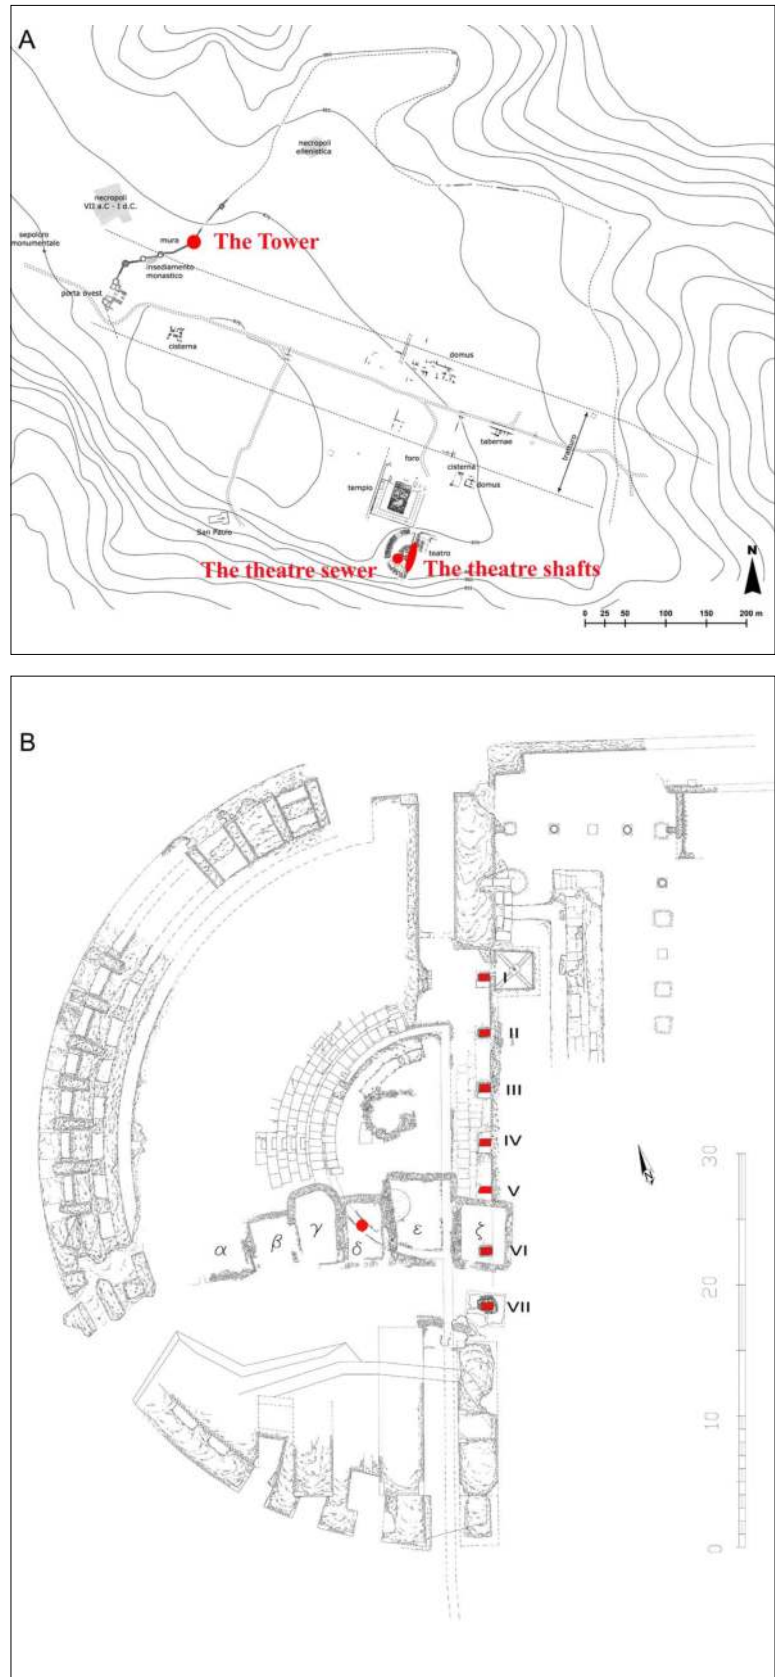 A
necropoli
ellenistica
necropoli
VII a.C - I d.C.
sepolcro
monumentale
mura
The Tower
insediamento
monastico
porta ovest
cisterna
domus
tratturo
tabernae
foro
cisterna
domus
tempio
San Paolo
teatro
The theatre sewer
The theatre shafts
N
0 25 50 100 150 200 m
B
I
II
III
IV
V
VI
VII
α
β
γ
δ
ε
ζ
N
30
20
10
0